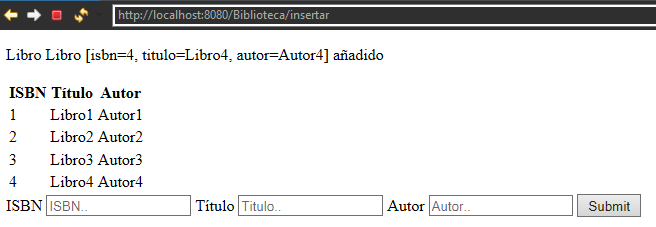 http://localhost:8080/Biblioteca/insertar
Libro Libro [isbn=4, titulo=Libro4, autor=Autor4] añadido
ISBN Título Autor
1 Libro1 Autor1
2 Libro2 Autor2
3 Libro3 Autor3
4 Libro4 Autor4
ISBN ISBN.. Título Titulo.. Autor Autor.. Submit